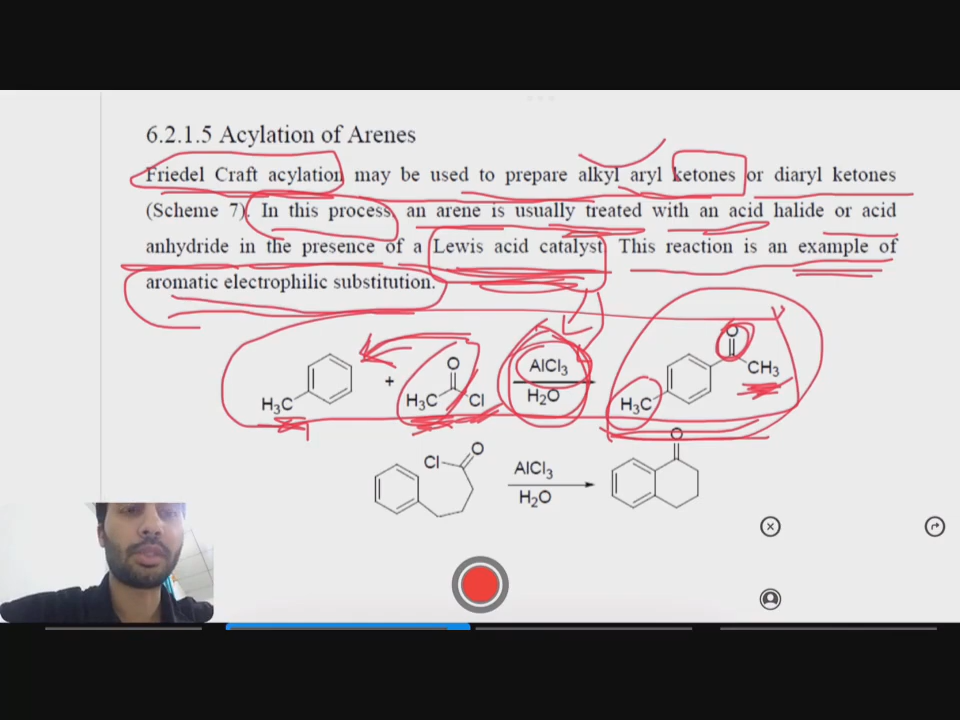 6.2.1.5 Acylation of Arenes
Friedel Craft acylation may be used to prepare alkyl aryl ketones or diaryl ketones
(Scheme 7). In this process, an arene is usually treated with an acid halide or acid
anhydride in the presence of a Lewis acid catalyst. This reaction is an example of
aromatic electrophilic substitution.
H₃C + H₃C O Cl AlCl₃ H₂O H₃C O CH₃
Cl O AlCl₃ H₂O O